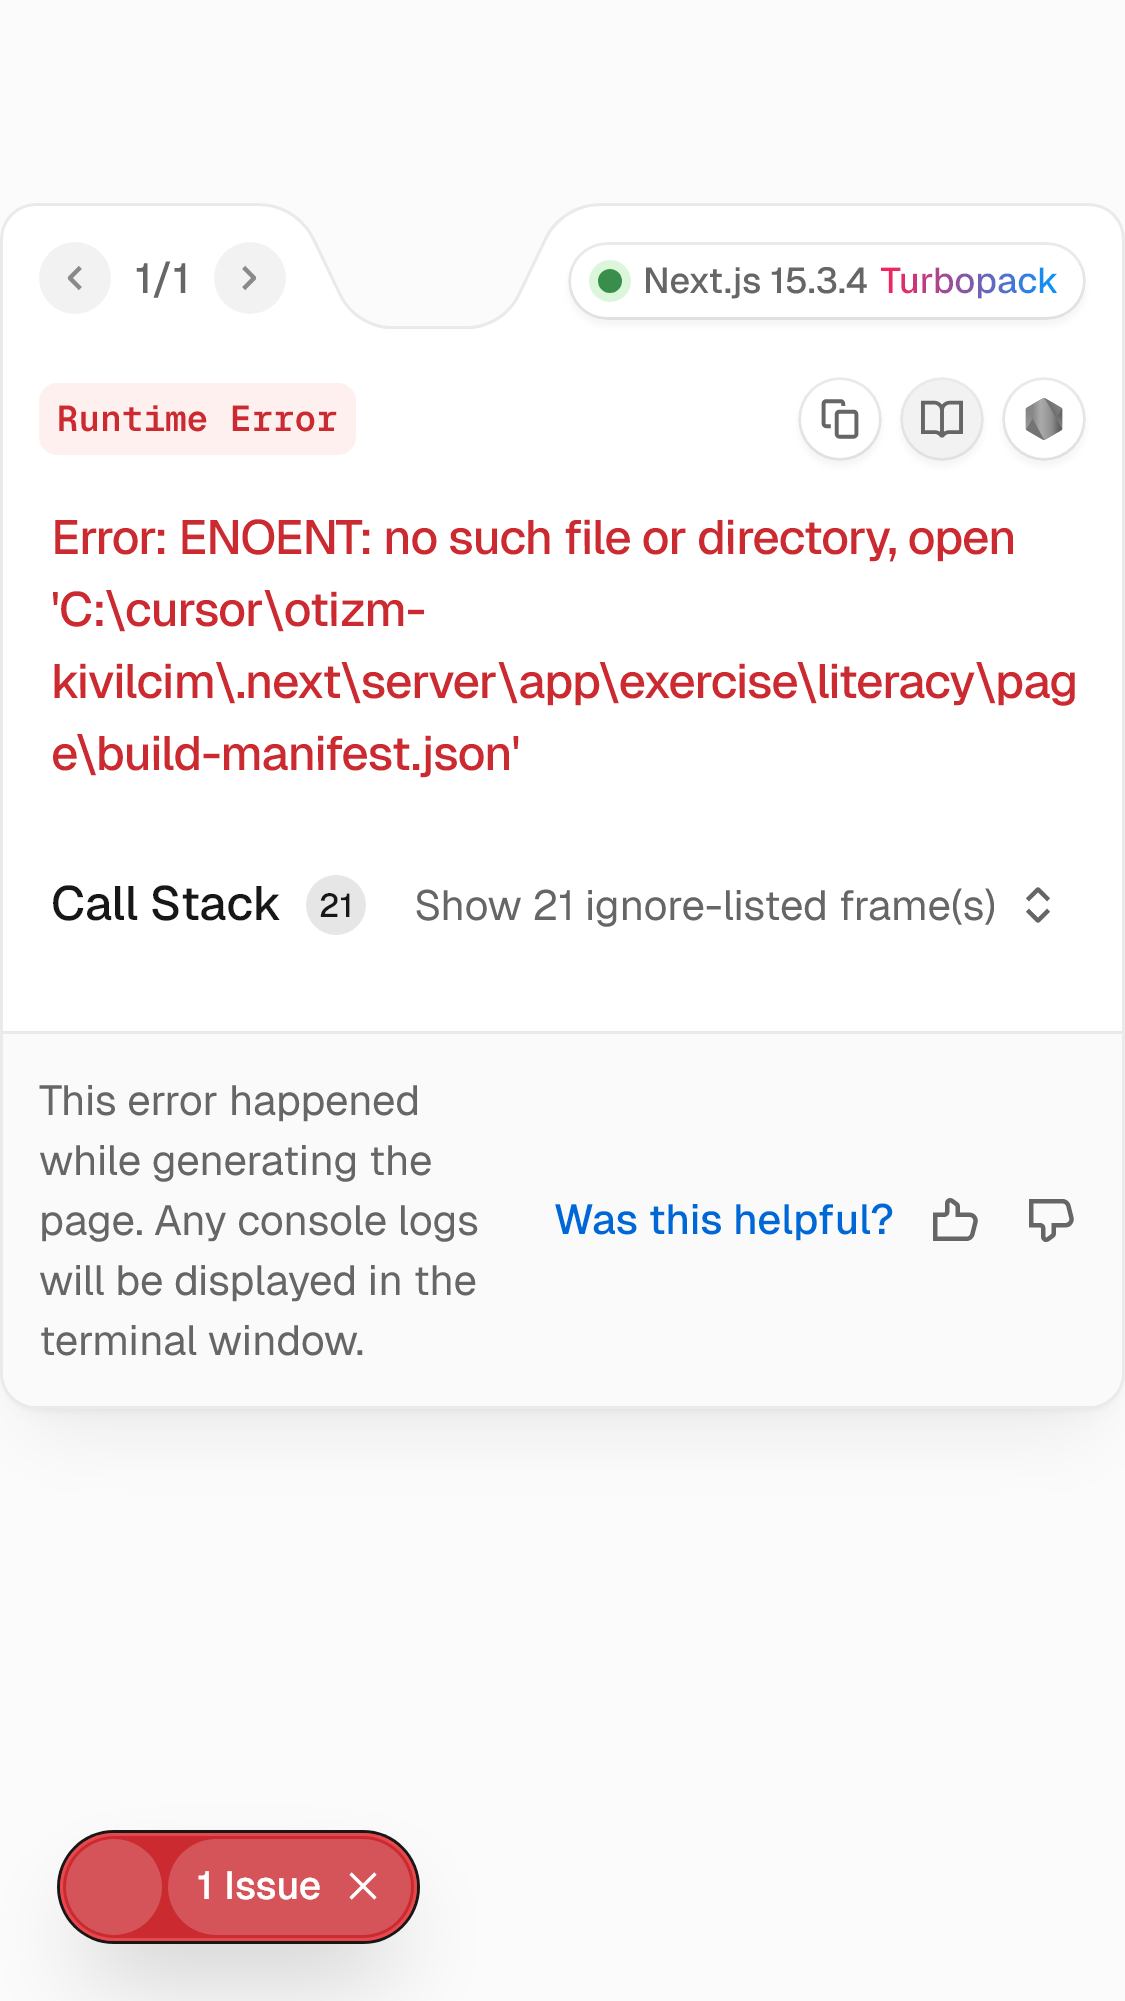 1/1
Next.js 15.3.4 Turbopack
Runtime Error
Error: ENOENT: no such file or directory, open
'C:\cursor\otizm-
kivilcim\.next\server\app\exercise\literacy\pag
e\build-manifest.json'
Call Stack 21 Show 21 ignore-listed frame(s)
This error happened
while generating the
page. Any console logs
will be displayed in the
terminal window.
Was this helpful?
1 Issue